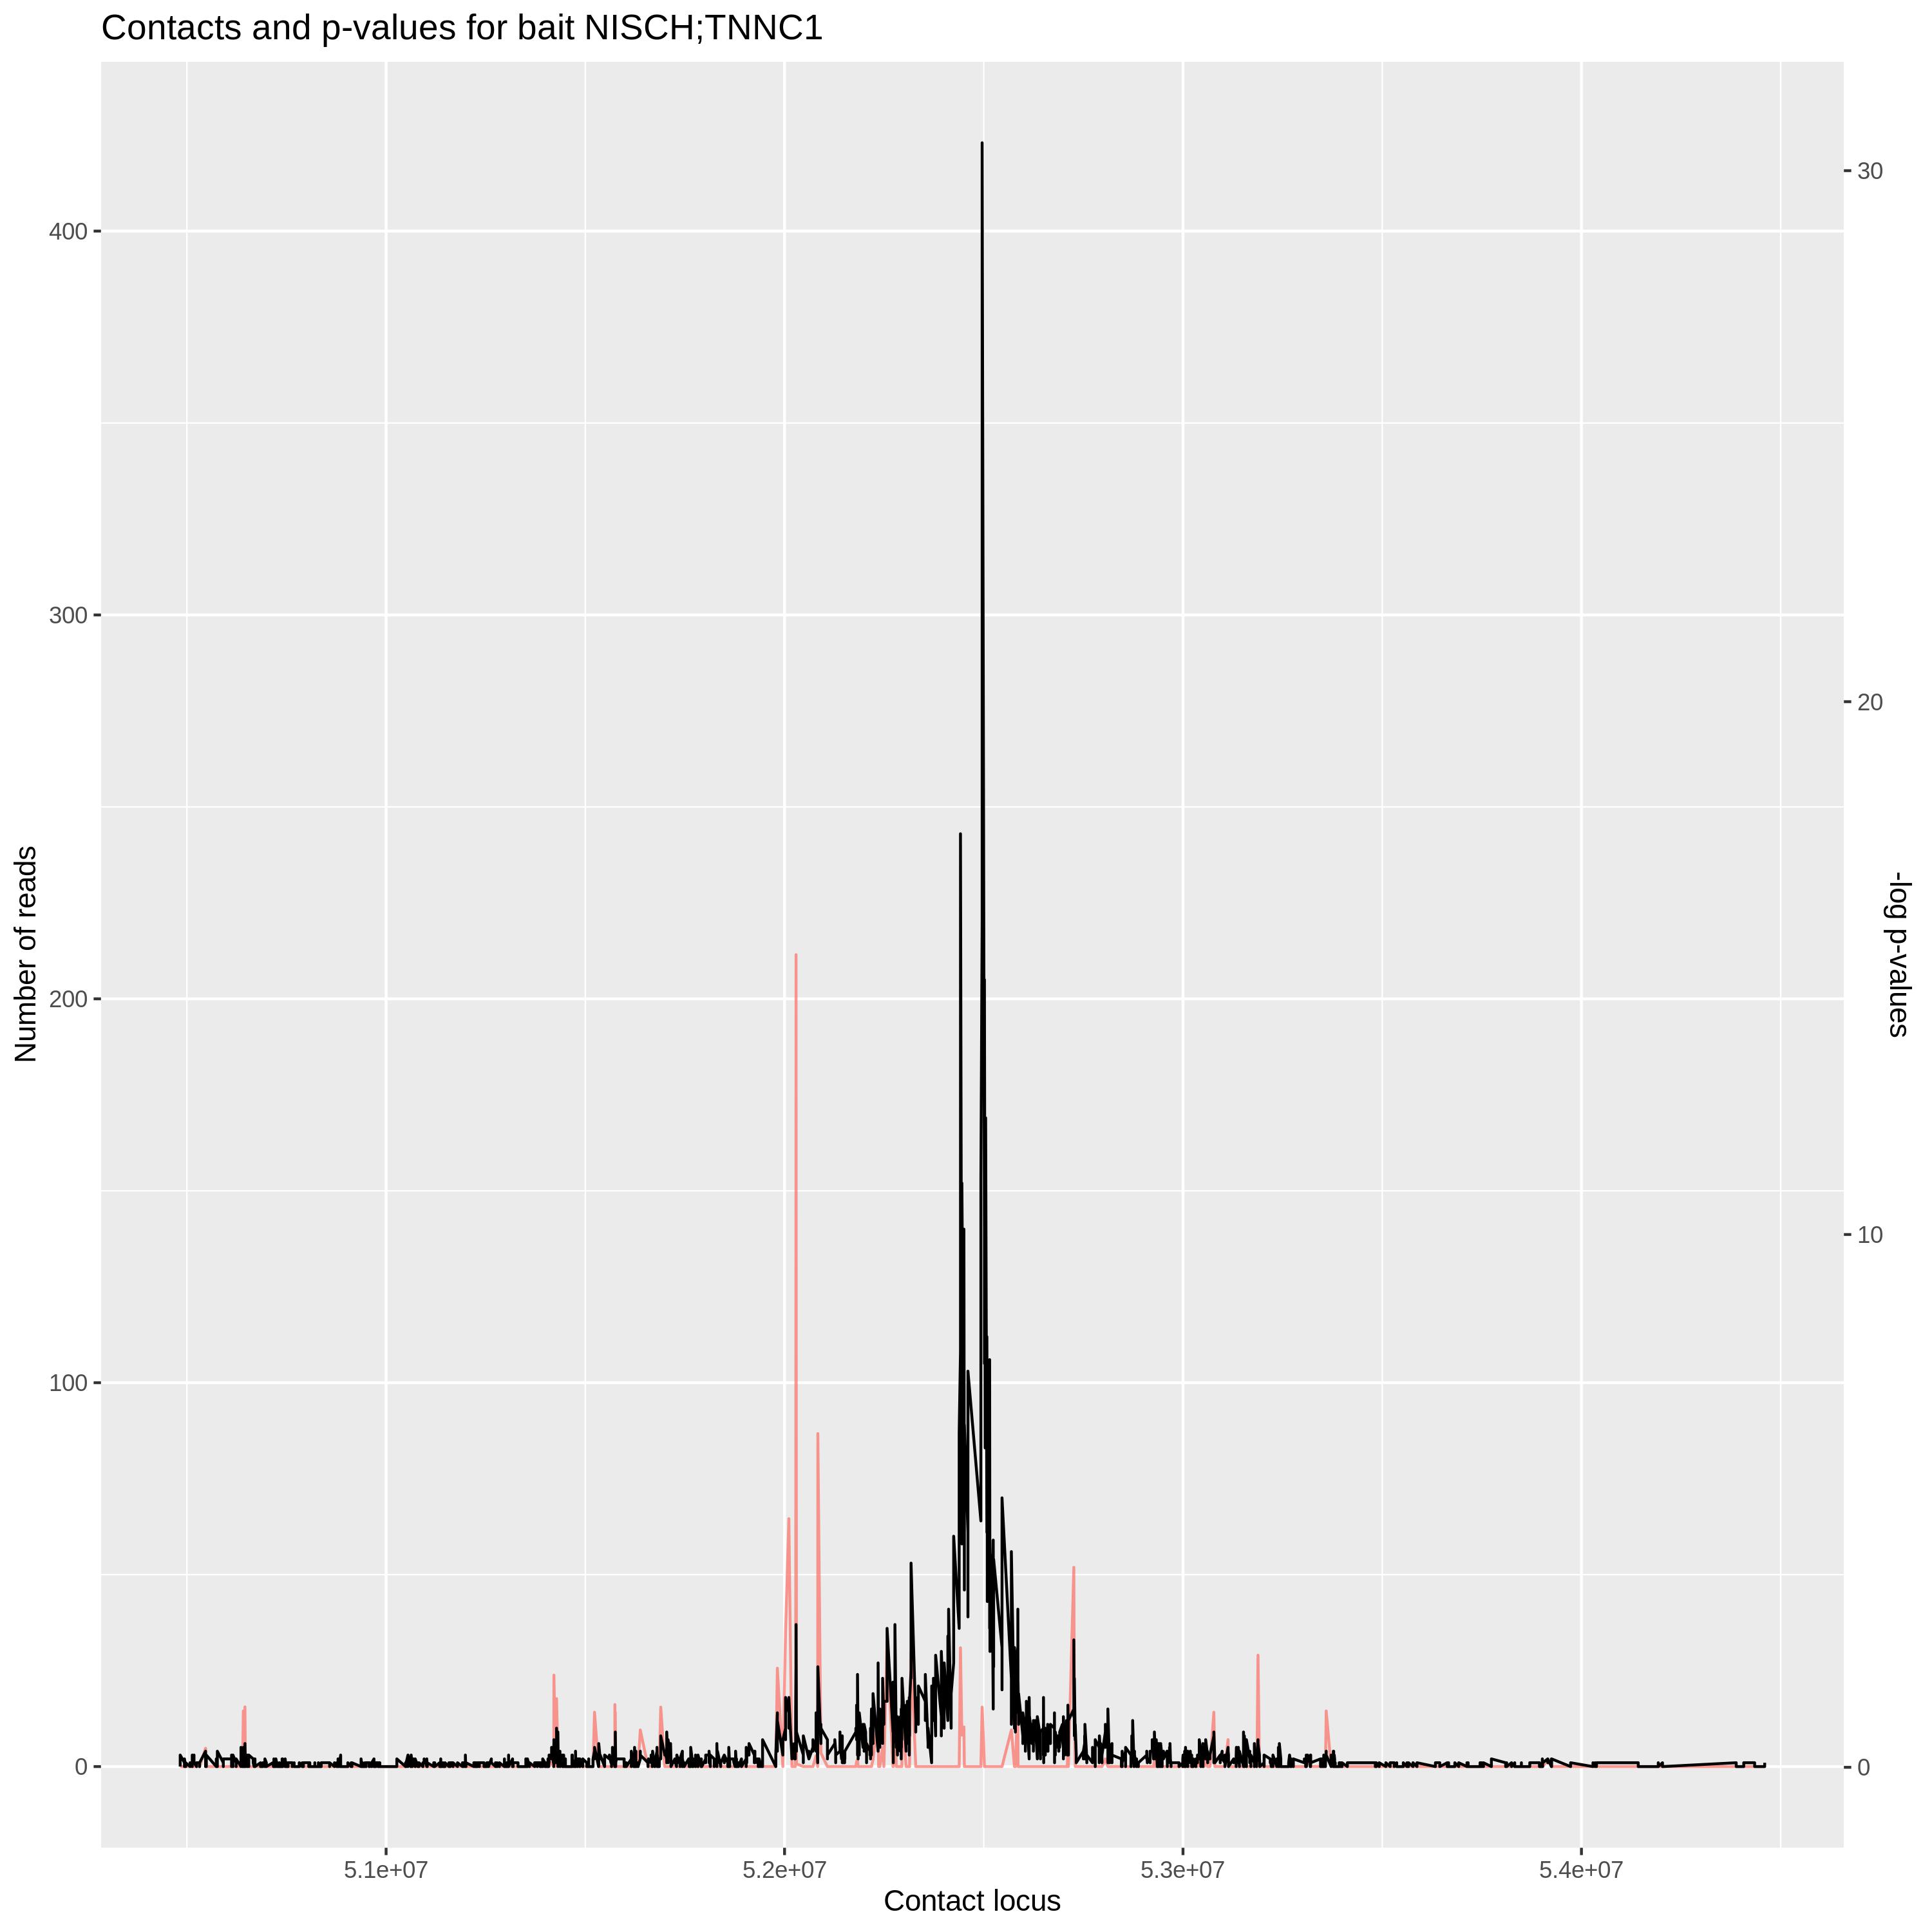 Contacts and p-values for bait NISCH;TNNC1
400
300
200
100
0
Number of reads
30
20
10
0
-log p-values
5.1e+07
5.2e+07
5.3e+07
5.4e+07
Contact locus